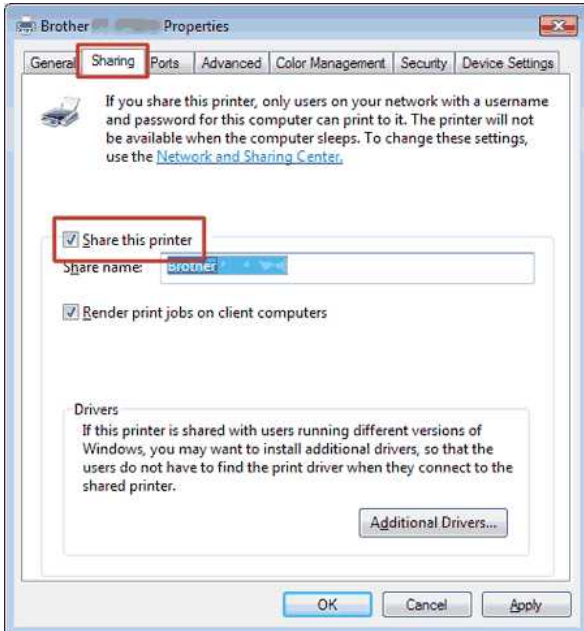 Brother Properties
General Sharing Ports Advanced Color Management Security Device Settings
If you share this printer, only users on your network with a username
and password for this computer can print to it. The printer will not
be available when the computer sleeps. To change these settings,
use the Network and Sharing Center.
Share this printer
Share name: Brother
Render print jobs on client computers
Drivers
If this printer is shared with users running different versions of
Windows, you may want to install additional drivers, so that the
users do not have to find the print driver when they connect to the
shared printer.
Additional Drivers...
OK Cancel Apply